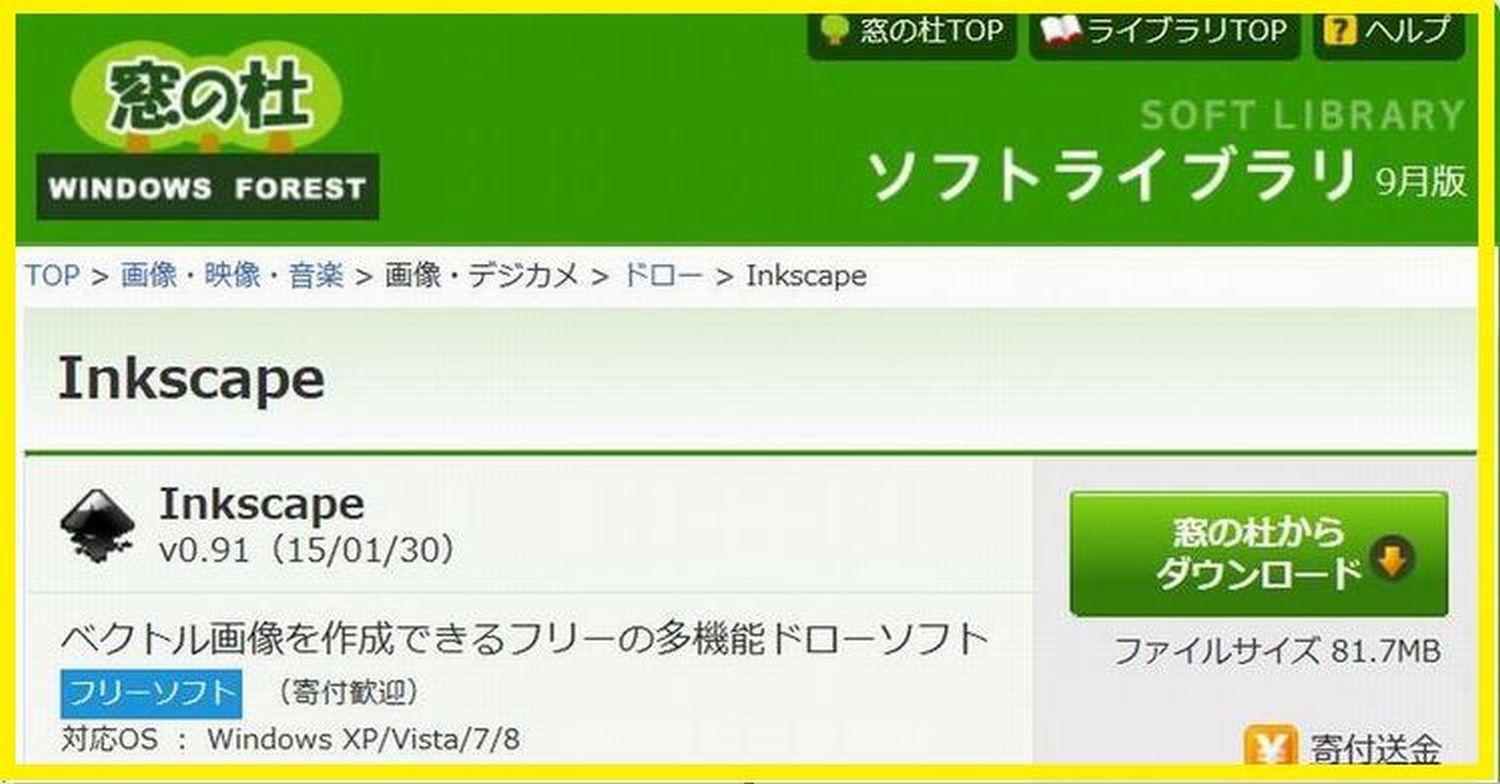 窓の杜TOP ライブラリTOP ? ヘルプ
窓の杜
WINDOWS FOREST
SOFT LIBRARY
ソフトライブラリ 9月版
TOP > 画像・映像・音楽 > 画像・デジカメ > ドロー > Inkscape
Inkscape
Inkscape
v0.91（15/01/30）
ベクトル画像を作成できるフリーの多機能ドローソフト
フリーソフト （寄付歓迎）
対応OS ： Windows XP/Vista/7/8
窓の杜から
ダウンロード
ファイルサイズ 81.7MB
¥ 寄付送金